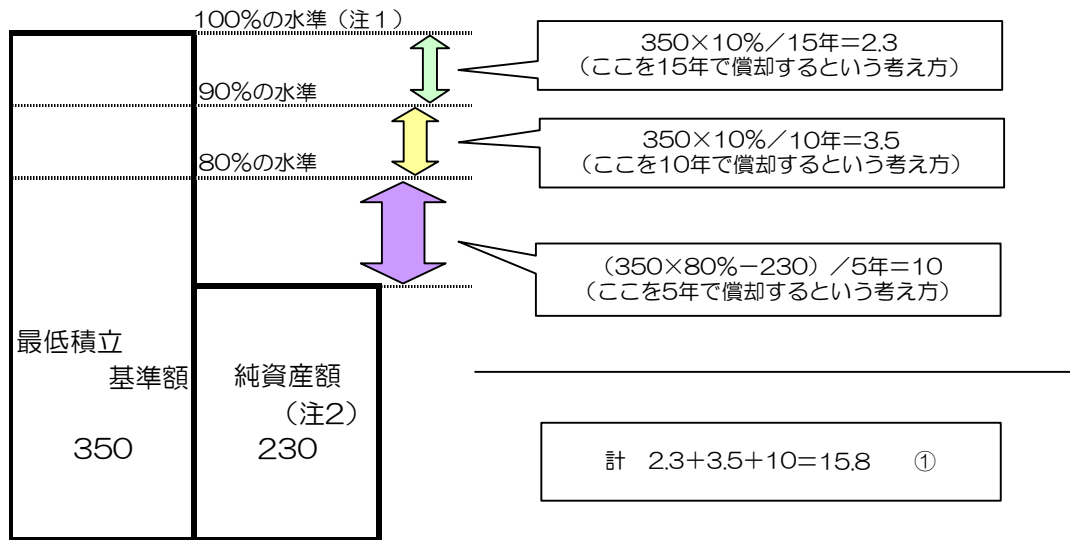 100%の水準（注１）
350×10%／15年＝2.3
（ここを15年で償却するという考え方）
90%の水準
350×10%／10年＝3.5
（ここを10年で償却するという考え方）
80%の水準
（350×80%－230）／5年＝10
（ここを5年で償却するという考え方）
最低積立
基準額
350
純資産額
（注2）
230
計　2.3＋3.5＋10＝15.8　　①